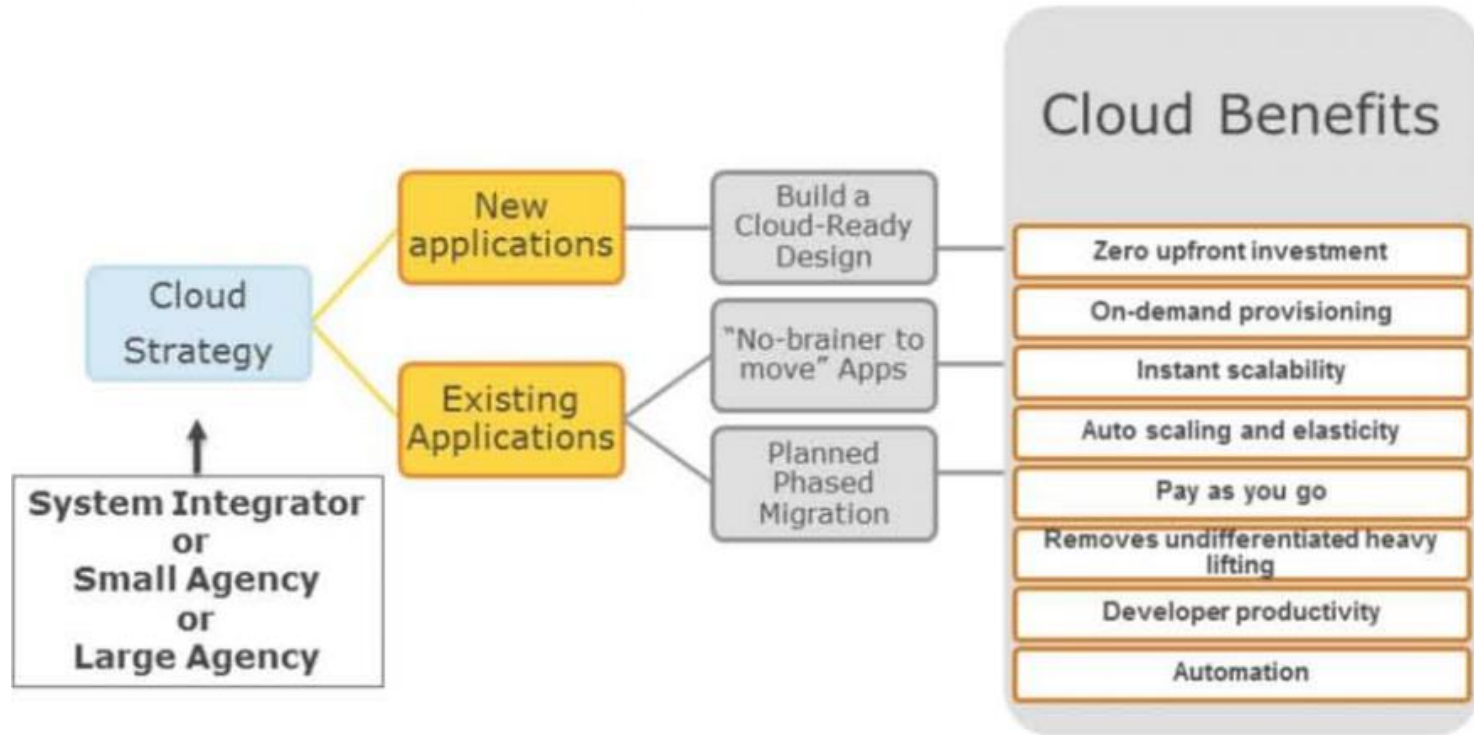 Cloud
Strategy
System Integrator
or
Small Agency
or
Large Agency
New
applications
Existing
Applications
Build a
Cloud-Ready
Design
"No-brainer to
move" Apps
Planned
Phased
Migration
Cloud Benefits
Zero upfront investment
On-demand provisioning
Instant scalability
Auto scaling and elasticity
Pay as you go
Removes undifferentiated heavy
lifting
Developer productivity
Automation